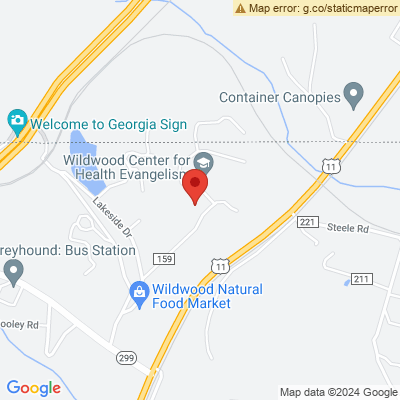 Map error: g.co/staticmaperror
Container Canopies
Welcome to Georgia Sign
11
Wildwood Center for
Health Evangelism
Lakeside Dr
221
Steele Rd
reyhound: Bus Station
159
11
211
Wildwood Natural
Food Market
ooley Rd
299
Google
Map data ©2024 Google